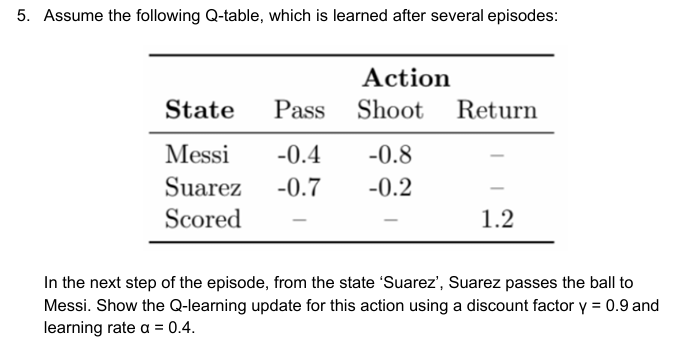 5. Assume the following Q-table, which is learned after several episodes:
Action
State Pass Shoot Return
Messi -0.4 -0.8 –
Suarez -0.7 -0.2 –
Scored – – 1.2
In the next step of the episode, from the state ‘Suarez’, Suarez passes the ball to
Messi. Show the Q-learning update for this action using a discount factor γ = 0.9 and
learning rate α = 0.4.